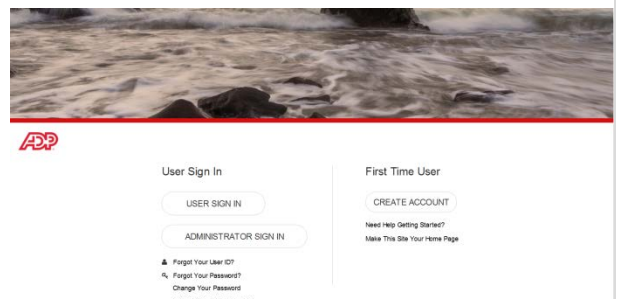 ADP
User Sign In
USER SIGN IN
ADMINISTRATOR SIGN IN
Forgot Your User ID?
Forgot Your Password?
Change Your Password
First Time User
CREATE ACCOUNT
Need Help Getting Started?
Make This Site Your Home Page